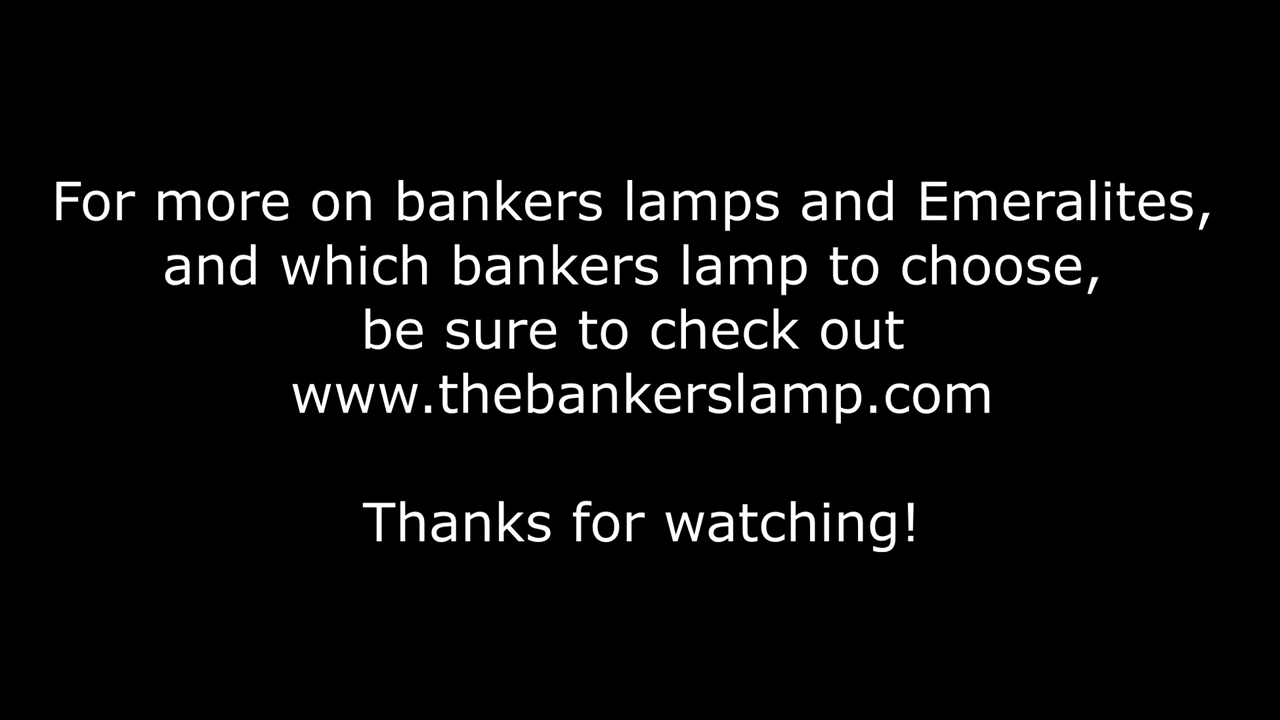 For more on bankers lamps and Emeralites,
and which bankers lamp to choose,
be sure to check out
www.thebankerslamp.com
Thanks for watching!